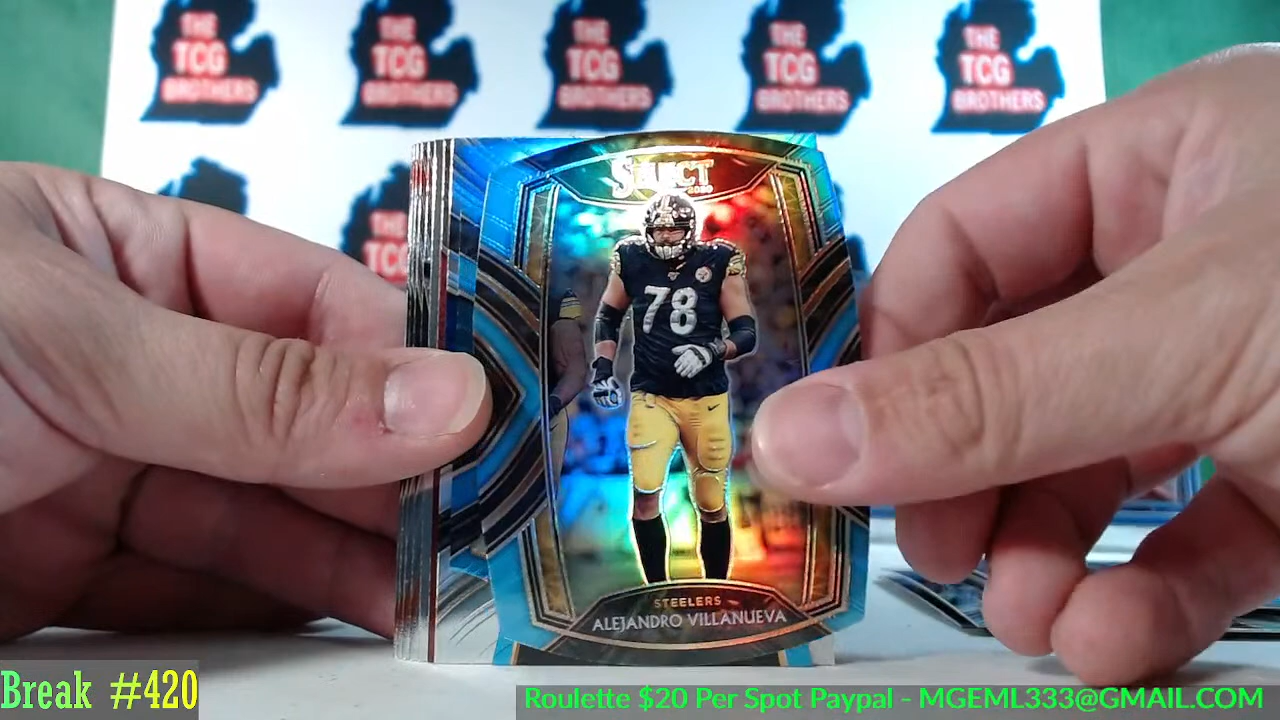 THE
TCG
BROTHERS
THE
TCG
BROTHERS
THE
TCG
BROTHERS
THE
TCG
BROTHERS
THE
TCG
BROTHERS
THE
TCG
SELECT
2020
78
STEELERS
ALEJANDRO VILLANUEVA
Break #420
Roulette $20 Per Spot Paypal - MGEML333@GMAIL.COM